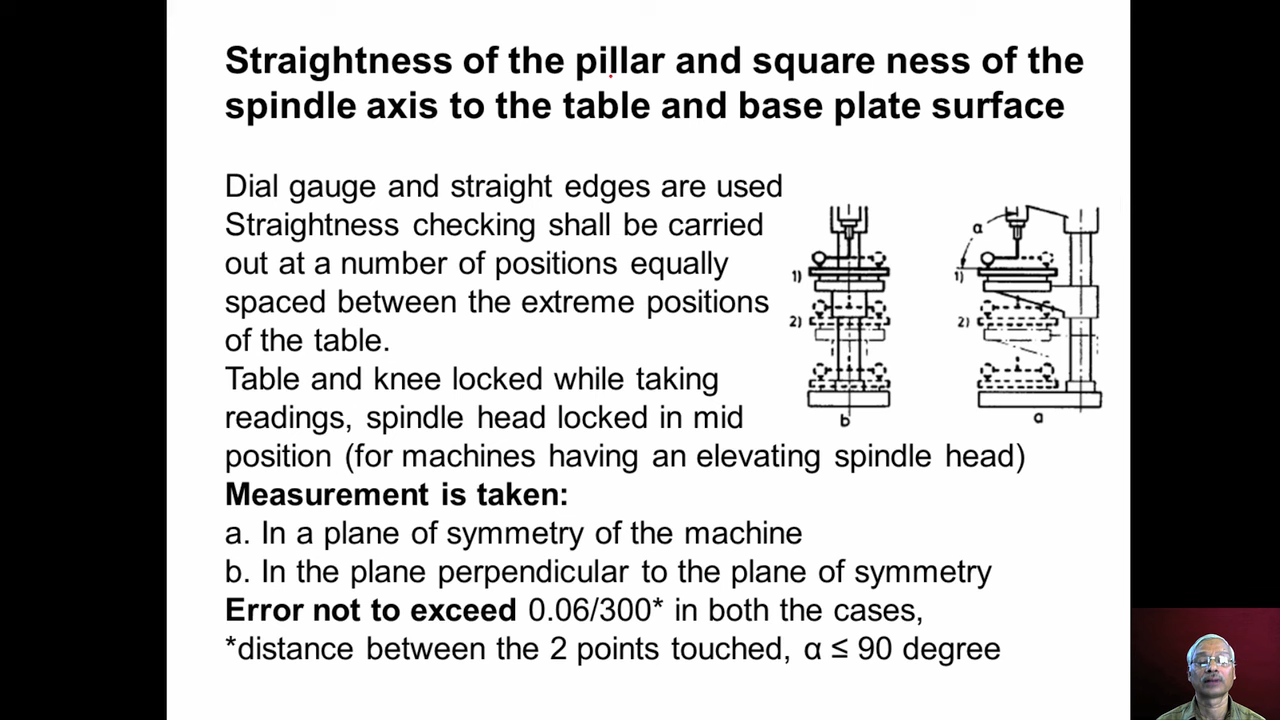 Straightness of the pillar and square ness of the
spindle axis to the table and base plate surface
Dial gauge and straight edges are used
Straightness checking shall be carried
out at a number of positions equally
spaced between the extreme positions
of the table.
Table and knee locked while taking
readings, spindle head locked in mid
position (for machines having an elevating spindle head)
Measurement is taken:
a. In a plane of symmetry of the machine
b. In the plane perpendicular to the plane of symmetry
Error not to exceed 0.06/300* in both the cases,
*distance between the 2 points touched, α ≤ 90 degree
1)
2)
b
α
1)
2)
a